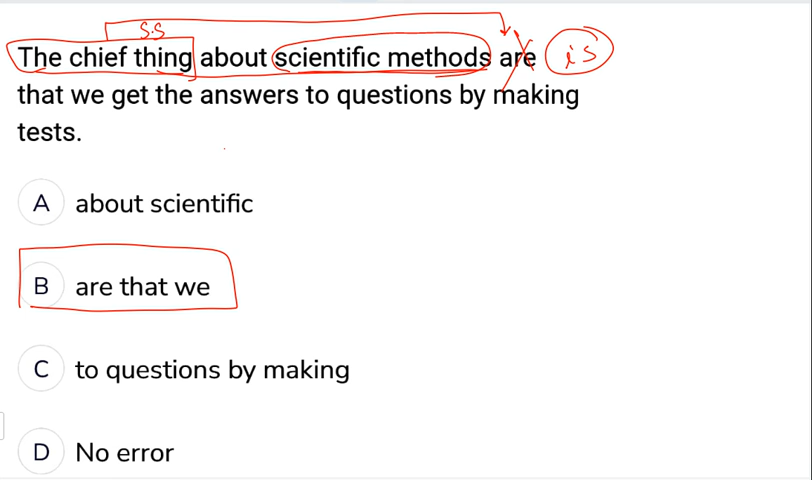 S.S
The chief thing about scientific methods are is
that we get the answers to questions by making
tests.
A about scientific
B are that we
C to questions by making
D No error